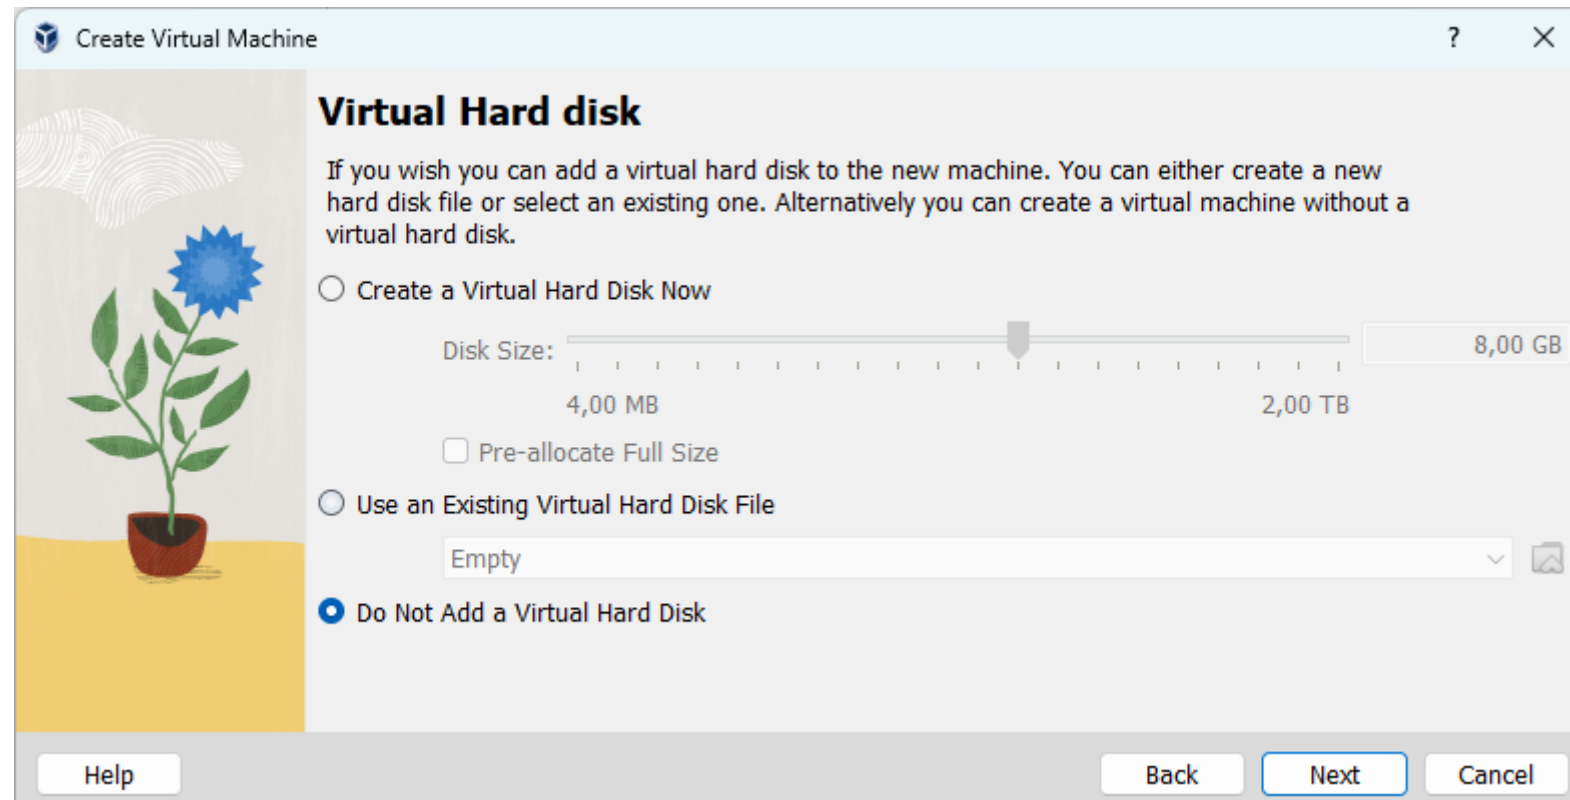 Create Virtual Machine
?
Virtual Hard disk
If you wish you can add a virtual hard disk to the new machine. You can either create a new
hard disk file or select an existing one. Alternatively you can create a virtual machine without a
virtual hard disk.
Create a Virtual Hard Disk Now
Disk Size:
8,00 GB
4,00 MB
2,00 TB
Pre-allocate Full Size
Use an Existing Virtual Hard Disk File
Empty
Do Not Add a Virtual Hard Disk
Help
Back
Next
Cancel